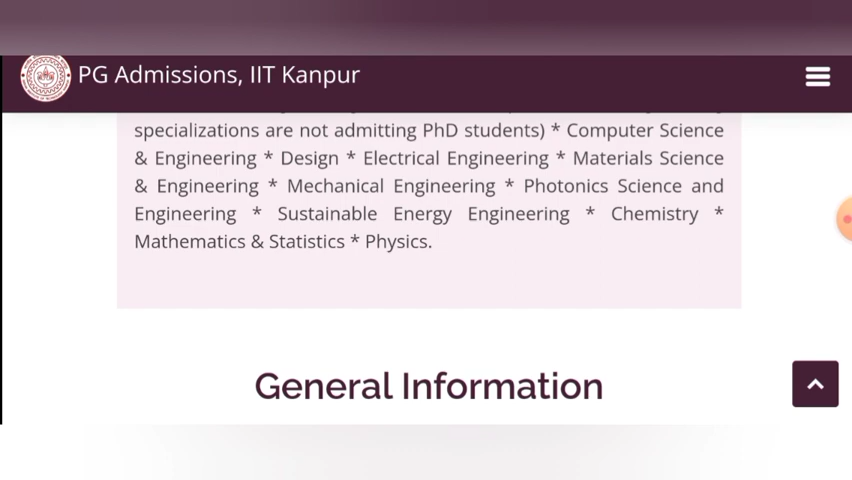 PG Admissions, IIT Kanpur
specializations are not admitting PhD students) * Computer Science
& Engineering * Design * Electrical Engineering * Materials Science
& Engineering * Mechanical Engineering * Photonics Science and
Engineering * Sustainable Energy Engineering * Chemistry *
Mathematics & Statistics * Physics.
General Information